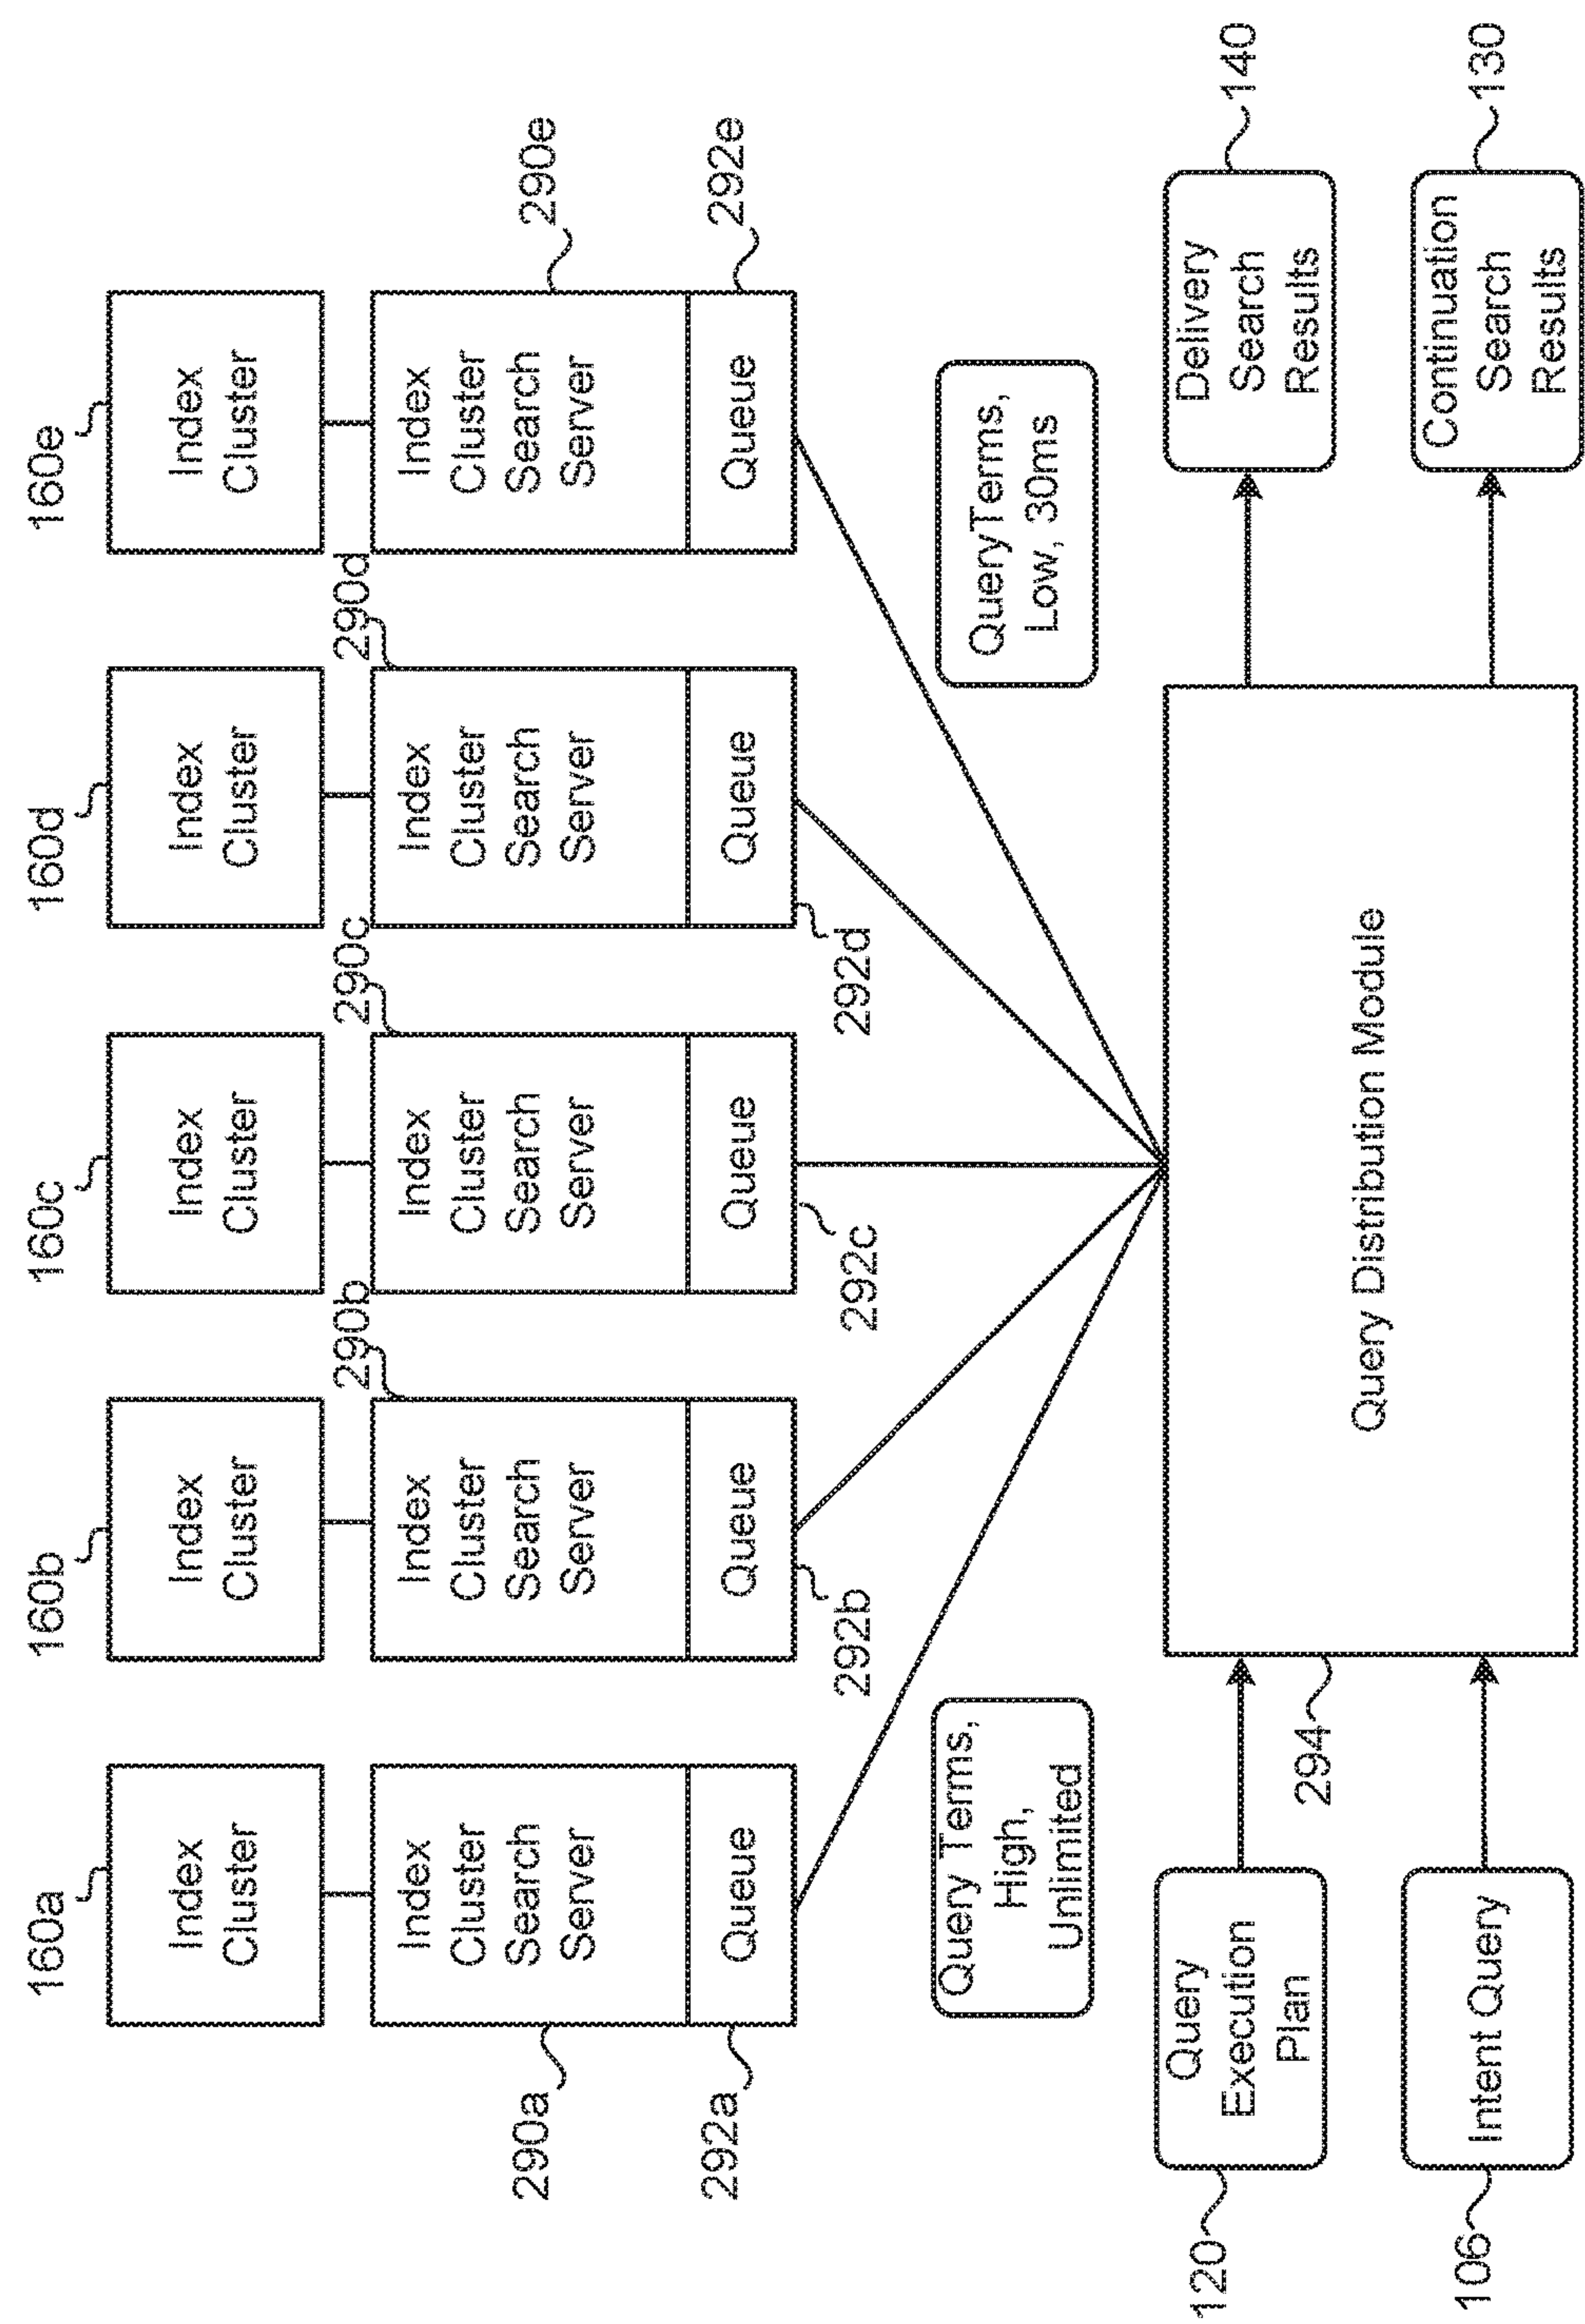 160a
160b
160c
160d
160e
Index
Cluster
Index
Cluster
Index
Cluster
Index
Cluster
Index
Cluster
290b
290c
290d
290a
Index
Cluster
Search
Server
Index
Cluster
Search
Server
Index
Cluster
Search
Server
Index
Cluster
Search
Server
Index
Cluster
Search
Server
290e
292a
Queue
Queue
Queue
Queue
Queue
292e
292b
292c
292d
Query Terms,
High,
Unlimited
QueryTerms,
Low, 30ms
120
Query
Execution
Plan
294
Query Distribution Module
Delivery
Search
Results
140
106
Intent Query
Continuation
Search
Results
130